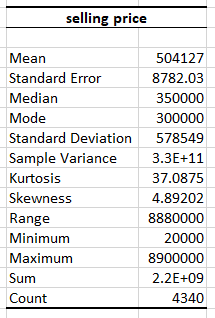 selling price
Mean 504127
Standard Error 8782.03
Median 350000
Mode 300000
Standard Deviation 578549
Sample Variance 3.3E+11
Kurtosis 37.0875
Skewness 4.89202
Range 8880000
Minimum 20000
Maximum 8900000
Sum 2.2E+09
Count 4340